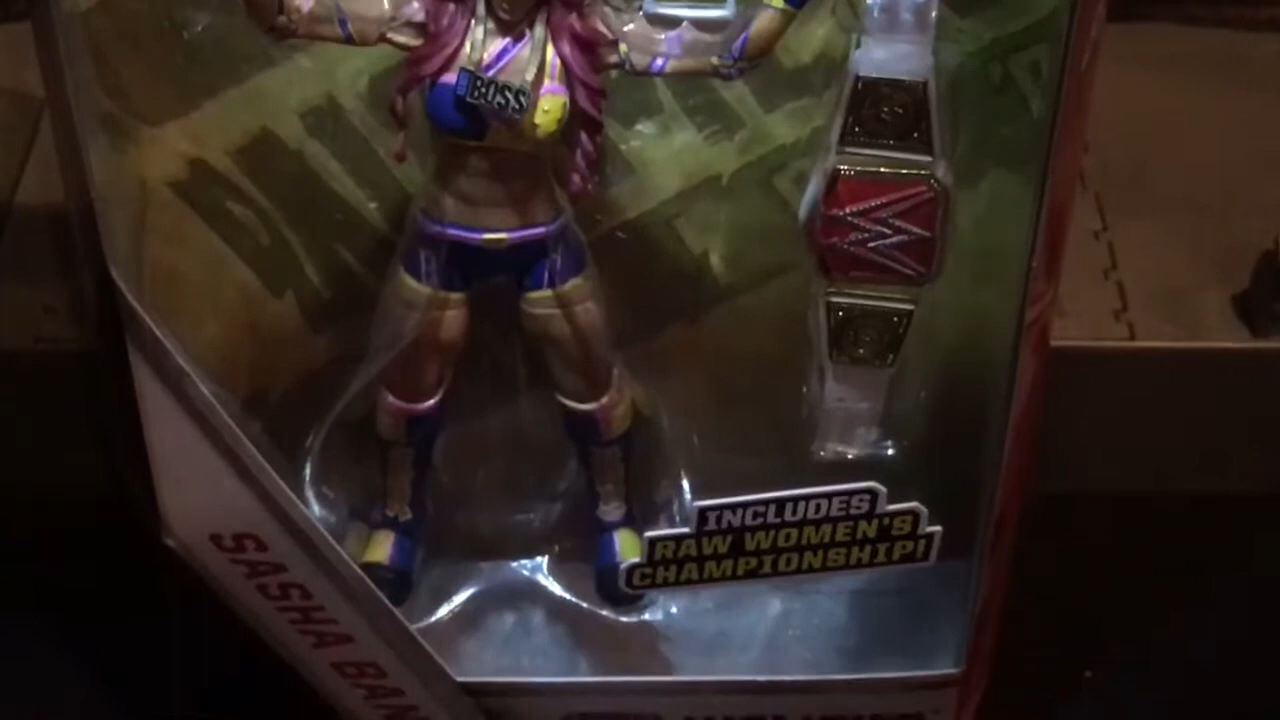 BOSS
INCLUDES
RAW WOMEN'S
CHAMPIONSHIP!
SASHA BAN